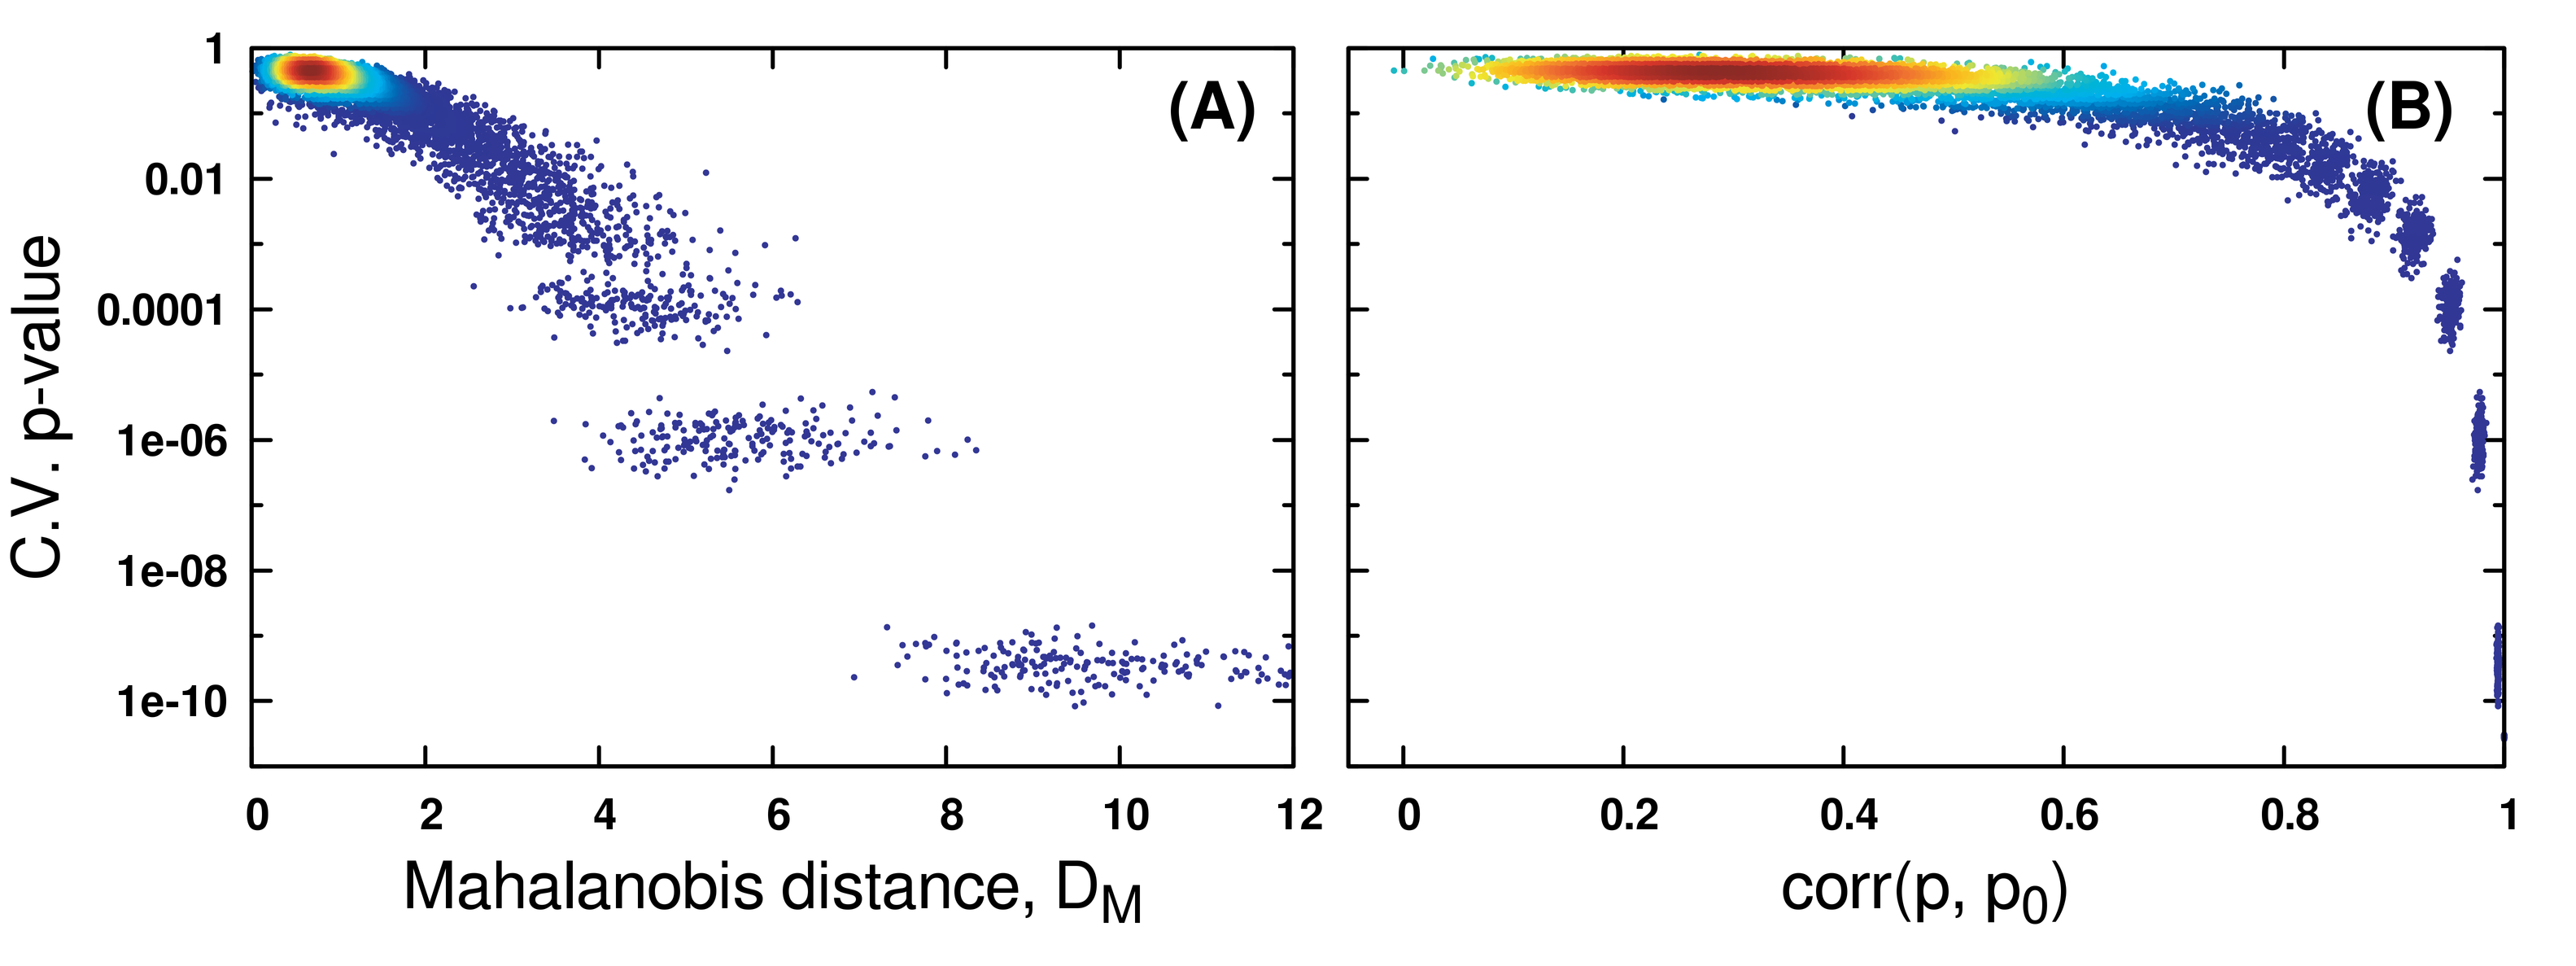 C.V. p-value
1
0.01
0.0001
1e-06
1e-08
1e-10
(A)
0 2 4 6 8 10 12
Mahalanobis distance, D_M
(B)
0 0.2 0.4 0.6 0.8 1
corr(p, p_0)